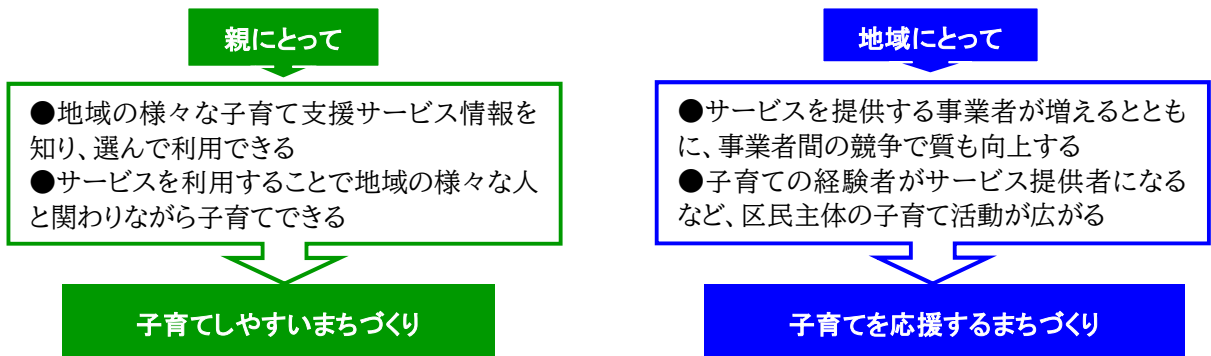 親にとって
●地域の様々な子育て支援サービス情報を
知り、選んで利用できる
●サービスを利用することで地域の様々な人
と関わりながら子育てできる
子育てしやすいまちづくり
地域にとって
●サービスを提供する事業者が増えるととも
に、事業者間の競争で質も向上する
●子育ての経験者がサービス提供者になる
など、区民主体の子育て活動が広がる
子育てを応援するまちづくり